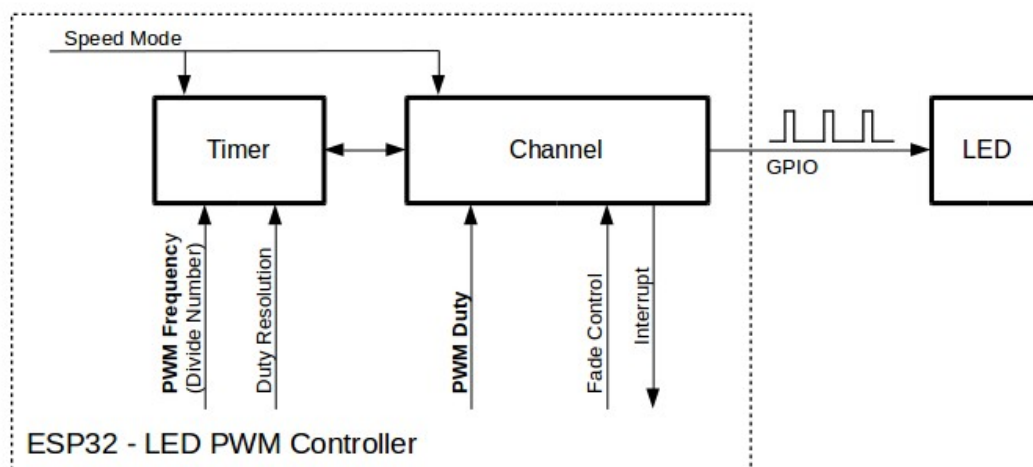 Speed Mode
Timer
Channel
GPIO
LED
PWM Frequency
(Divide Number)
Duty Resolution
PWM Duty
Fade Control
Interrupt
ESP32 - LED PWM Controller